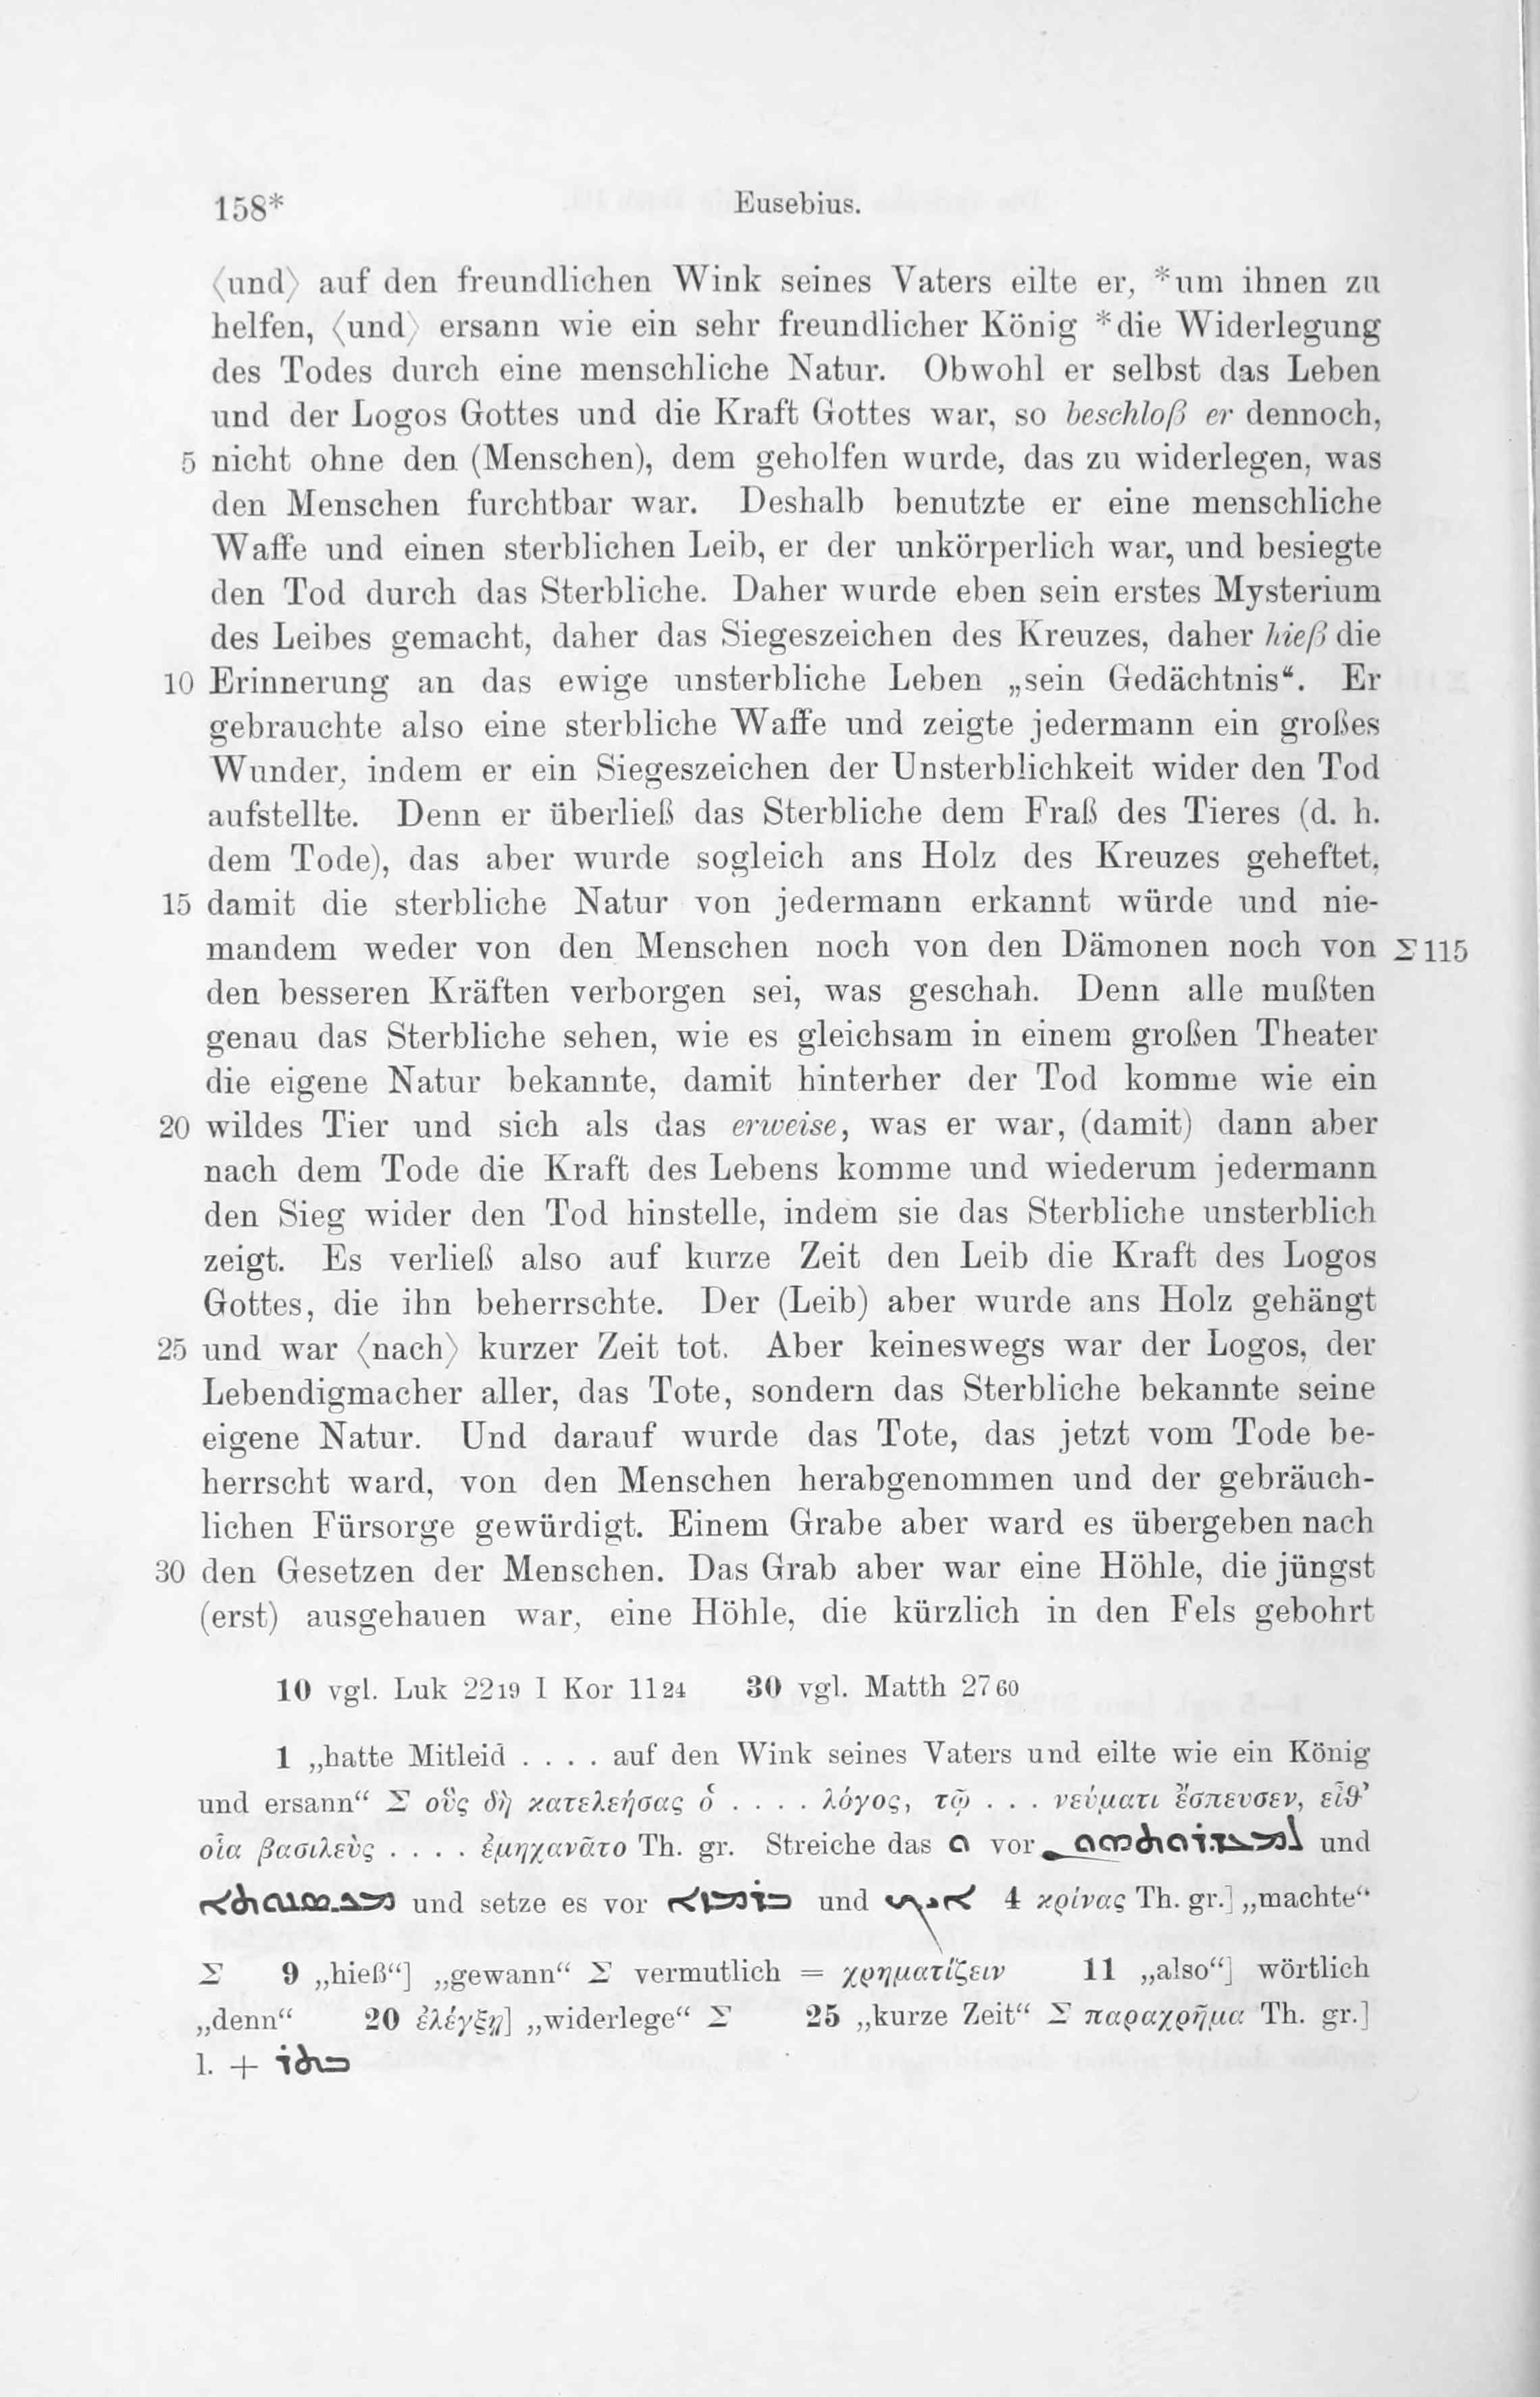 158* Eusebius.
⟨und⟩ auf den freundlichen Wink seines Vaters eilte er, *um ihnen zu
helfen, ⟨und⟩ ersann wie ein sehr freundlicher König *die Widerlegung
des Todes durch eine menschliche Natur. Obwohl er selbst das Leben
und der Logos Gottes und die Kraft Gottes war, so beschloß er dennoch,
5 nicht ohne den (Menschen), dem geholfen wurde, das zu widerlegen, was
den Menschen furchtbar war. Deshalb benutzte er eine menschliche
Waffe und einen sterblichen Leib, er der unkörperlich war, und besiegte
den Tod durch das Sterbliche. Daher wurde eben sein erstes Mysterium
des Leibes gemacht, daher das Siegeszeichen des Kreuzes, daher hieß die
10 Erinnerung an das ewige unsterbliche Leben „sein Gedächtnis“. Er
gebrauchte also eine sterbliche Waffe und zeigte jedermann ein großes
Wunder, indem er ein Siegeszeichen der Unsterblichkeit wider den Tod
aufstellte. Denn er überließ das Sterbliche dem Fraß des Tieres (d. h.
dem Tode), das aber wurde sogleich ans Holz des Kreuzes geheftet,
15 damit die sterbliche Natur von jedermann erkannt würde und nie-
mandem weder von den Menschen noch von den Dämonen noch von Σ 115
den besseren Kräften verborgen sei, was geschah. Denn alle mußten
genau das Sterbliche sehen, wie es gleichsam in einem großen Theater
die eigene Natur bekannte, damit hinterher der Tod komme wie ein
20 wildes Tier und sich als das erweise, was er war, (damit) dann aber
nach dem Tode die Kraft des Lebens komme und wiederum jedermann
den Sieg wider den Tod hinstelle, indem sie das Sterbliche unsterblich
zeigt. Es verließ also auf kurze Zeit den Leib die Kraft des Logos
Gottes, die ihn beherrschte. Der (Leib) aber wurde ans Holz gehängt
25 und war ⟨nach⟩ kurzer Zeit tot. Aber keineswegs war der Logos, der
Lebendigmacher aller, das Tote, sondern das Sterbliche bekannte seine
eigene Natur. Und darauf wurde das Tote, das jetzt vom Tode be-
herrscht ward, von den Menschen herabgenommen und der gebräuch-
lichen Fürsorge gewürdigt. Einem Grabe aber ward es übergeben nach
30 den Gesetzen der Menschen. Das Grab aber war eine Höhle, die jüngst
(erst) ausgehauen war, eine Höhle, die kürzlich in den Fels gebohrt
10 vgl. Luk 22 19 I Kor 11 24 30 vgl. Matth 27 60
1 „hatte Mitleid . . . . auf den Wink seines Vaters und eilte wie ein König
und ersann“ Σ οὓς δὴ κατελεήσας ὁ . . . . λόγος, τῷ . . . νεύματι ἔσπευσεν, εἶθ’
οἷα βασιλεὺς . . . . ἐμηχανᾶτο Th. gr. Streiche das ܘ vor und
und setze es vor ܒܪܡܙܐ und 4 κρίνας Th. gr.] „machte“
Σ 9 „hieß“] „gewann“ Σ vermutlich = χρηματίζειν 11 „also“] wörtlich
„denn“ 20 ἐλέγξῃ] „widerlege“ Σ 25 „kurze Zeit“ Σ παραχρῆμα Th. gr.]
l. + ܒܬܪ